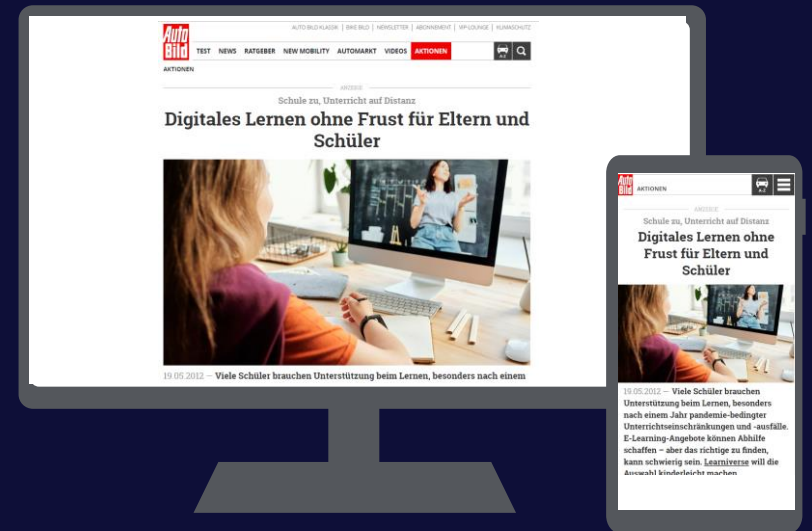 AUTO BILD KLASSIK | BIKE BILD | NEWSLETTER | ABONNEMENT | VIP-LOUNGE | KLIMASCHUTZ
Auto
Bild
TEST NEWS RATGEBER NEW MOBILITY AUTOMARKT VIDEOS AKTIONEN
A-Z
AKTIONEN
ANZEIGE
Schule zu, Unterricht auf Distanz
Digitales Lernen ohne Frust für Eltern und
Schüler
19.05.2012 — Viele Schüler brauchen Unterstützung beim Lernen, besonders nach einem
Auto
Bild
AKTIONEN
A-Z
ANZEIGE
Schule zu, Unterricht auf Distanz
Digitales Lernen ohne
Frust für Eltern und
Schüler
19.05.2012 — Viele Schüler brauchen
Unterstützung beim Lernen, besonders
nach einem Jahr pandemie-bedingter
Unterrichtseinschränkungen und -ausfälle.
E-Learning-Angebote können Abhilfe
schaffen – aber das richtige zu finden,
kann schwierig sein. Learniverse will die
Auswahl kinderleicht machen